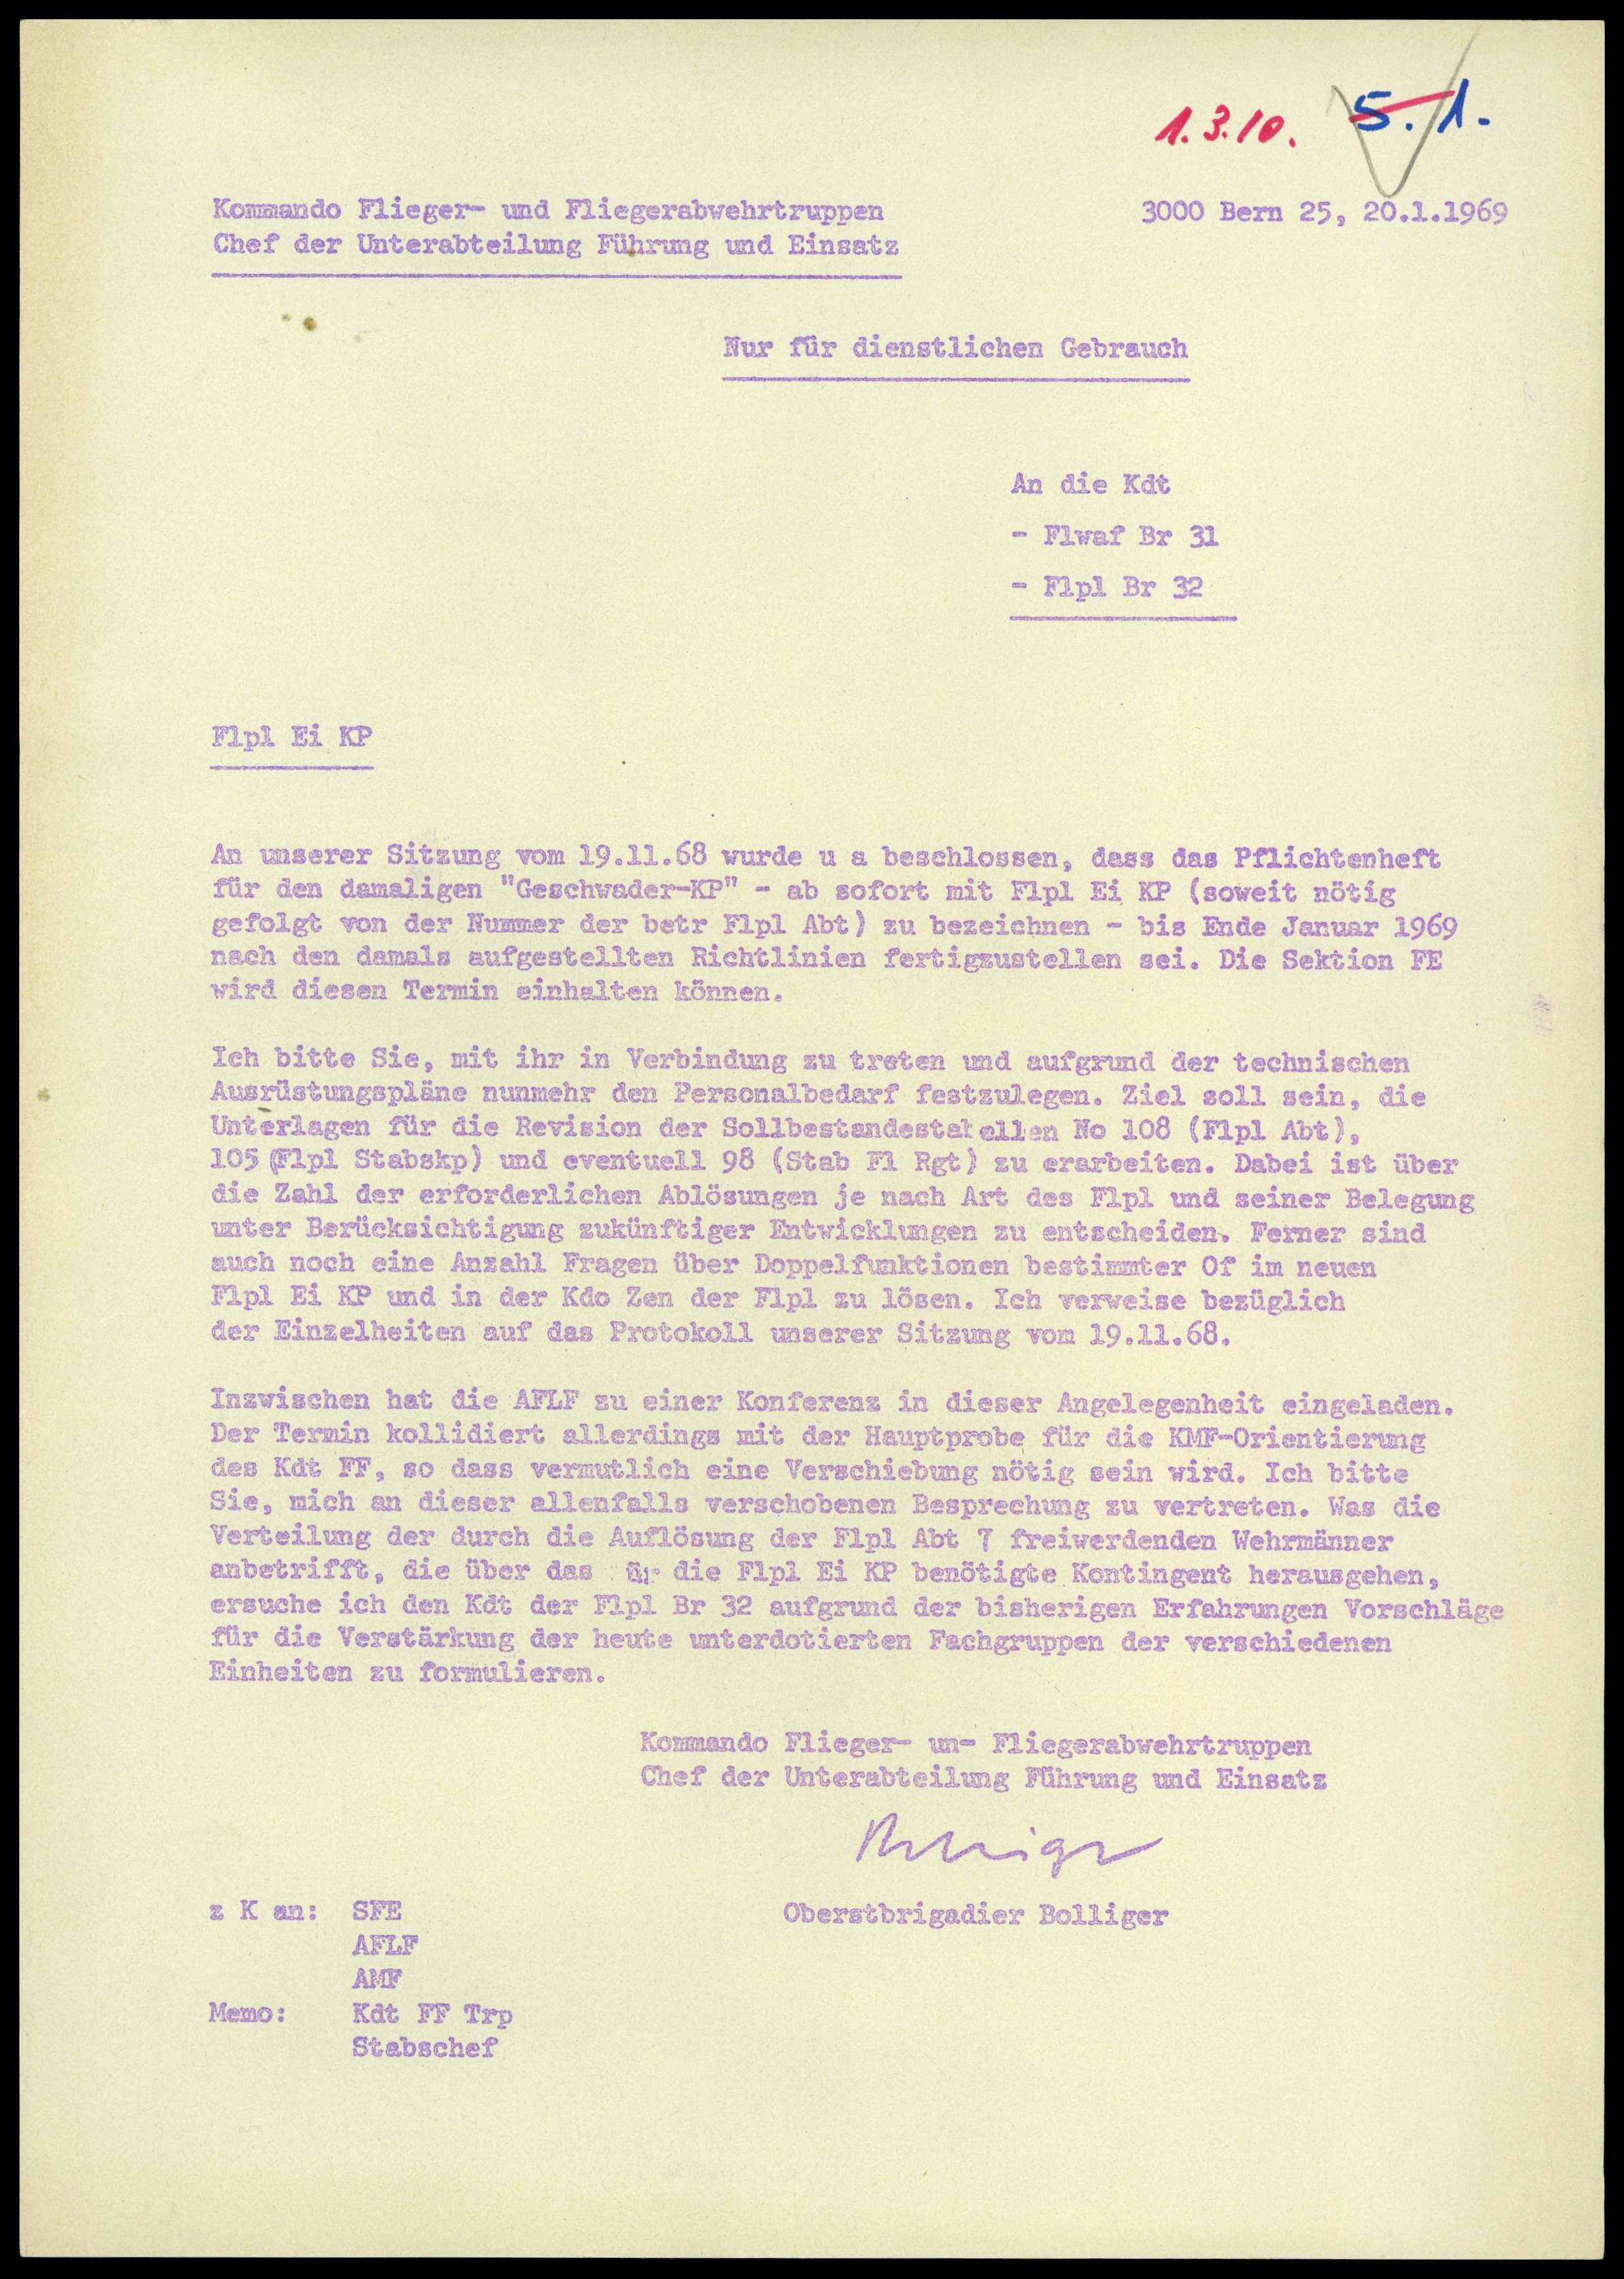 1.3.10. 5.1.
Kommando Flieger- und Fliegerabwehrtruppen 3000 Bern 25, 20.1.1969
Chef der Unterabteilung Führung und Einsatz
Nur für dienstlichen Gebrauch
An die Kdt
- Flwaf Br 31
- Flpl Br 32
Flpl Ei KP
An unserer Sitzung vom 19.11.68 wurde u a beschlossen, dass das Pflichtenheft
für den damaligen "Geschwader-KP" - ab sofort mit Flpl Ei KP (soweit nötig
gefolgt von der Nummer der betr Flpl Abt) zu bezeichnen - bis Ende Januar 1969
nach den damals aufgestellten Richtlinien fertigzustellen sei. Die Sektion FE
wird diesen Termin einhalten können.
Ich bitte Sie, mit ihr in Verbindung zu treten und aufgrund der technischen
Ausrüstungspläne nunmehr den Personalbedarf festzulegen. Ziel soll sein, die
Unterlagen für die Revision der Sollbestandestabellen No 108 (Flpl Abt),
105 (Flpl Stabskp) und eventuell 98 (Stab Fl Rgt) zu erarbeiten. Dabei ist über
die Zahl der erforderlichen Ablösungen je nach Art des Flpl und seiner Belegung
unter Berücksichtigung zukünftiger Entwicklungen zu entscheiden. Ferner sind
auch noch eine Anzahl Fragen über Doppelfunktionen bestimmter Of im neuen
Flpl Ei KP und in der Kdo Zen der Flpl zu lösen. Ich verweise bezüglich
der Einzelheiten auf das Protokoll unserer Sitzung vom 19.11.68.
Inzwischen hat die AFLF zu einer Konferenz in dieser Angelegenheit eingeladen.
Der Termin kollidiert allerdings mit der Hauptprobe für die KMF-Orientierung
des Kdt FF, so dass vermutlich eine Verschiebung nötig sein wird. Ich bitte
Sie, mich an dieser allenfalls verschobenen Besprechung zu vertreten. Was die
Verteilung der durch die Auflösung der Flpl Abt 7 freiwerdenden Wehrmänner
anbetrifft, die über das für die Flpl Ei KP benötigte Kontingent herausgehen,
ersuche ich den Kdt der Flpl Br 32 aufgrund der bisherigen Erfahrungen Vorschläge
für die Verstärkung der heute unterdotierten Fachgruppen der verschiedenen
Einheiten zu formulieren.
Kommando Flieger- un- Fliegerabwehrtruppen
Chef der Unterabteilung Führung und Einsatz
Bolliger
z K an: SFE Oberstbrigadier Bolliger
AFLF
AMF
Memo: Kdt FF Trp
Stabschef